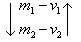 m₁ – v₁
m₂ – v₂